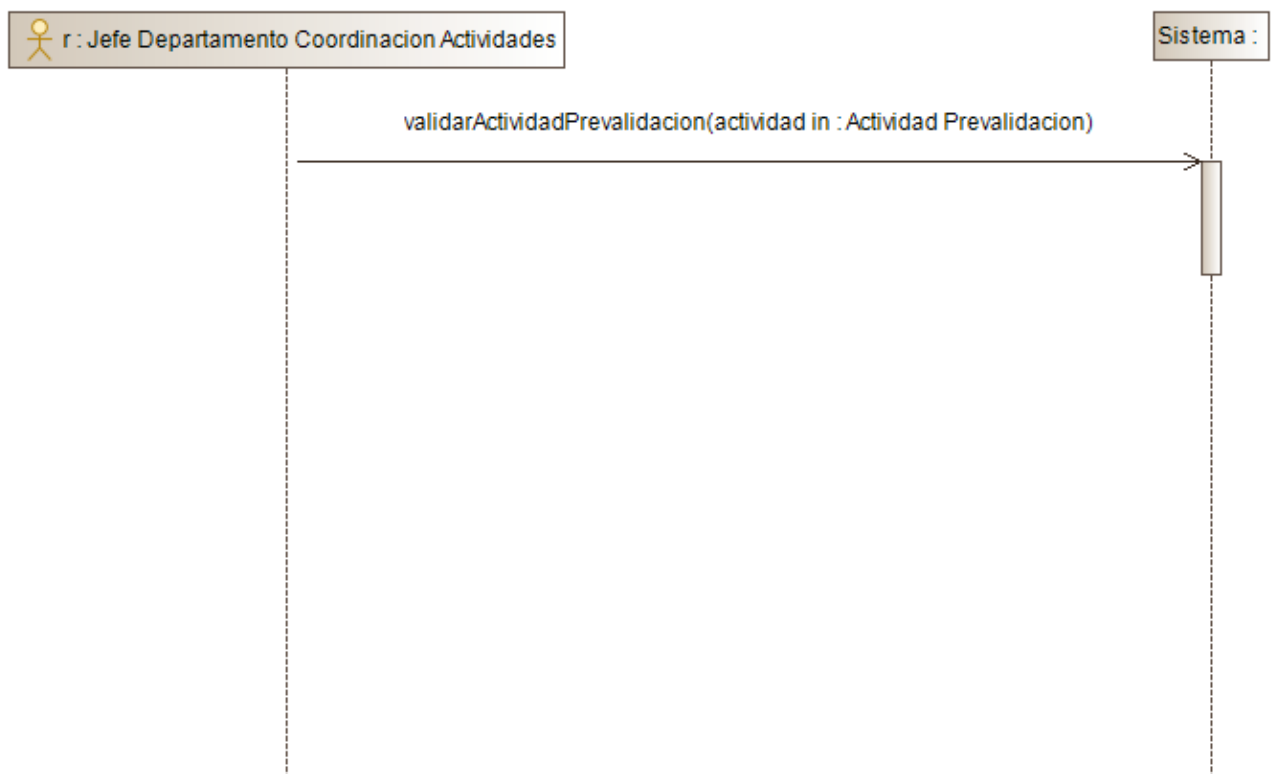 r : Jefe Departamento Coordinacion Actividades
Sistema :
validarActividadPrevalidacion(actividad in : Actividad Prevalidacion)